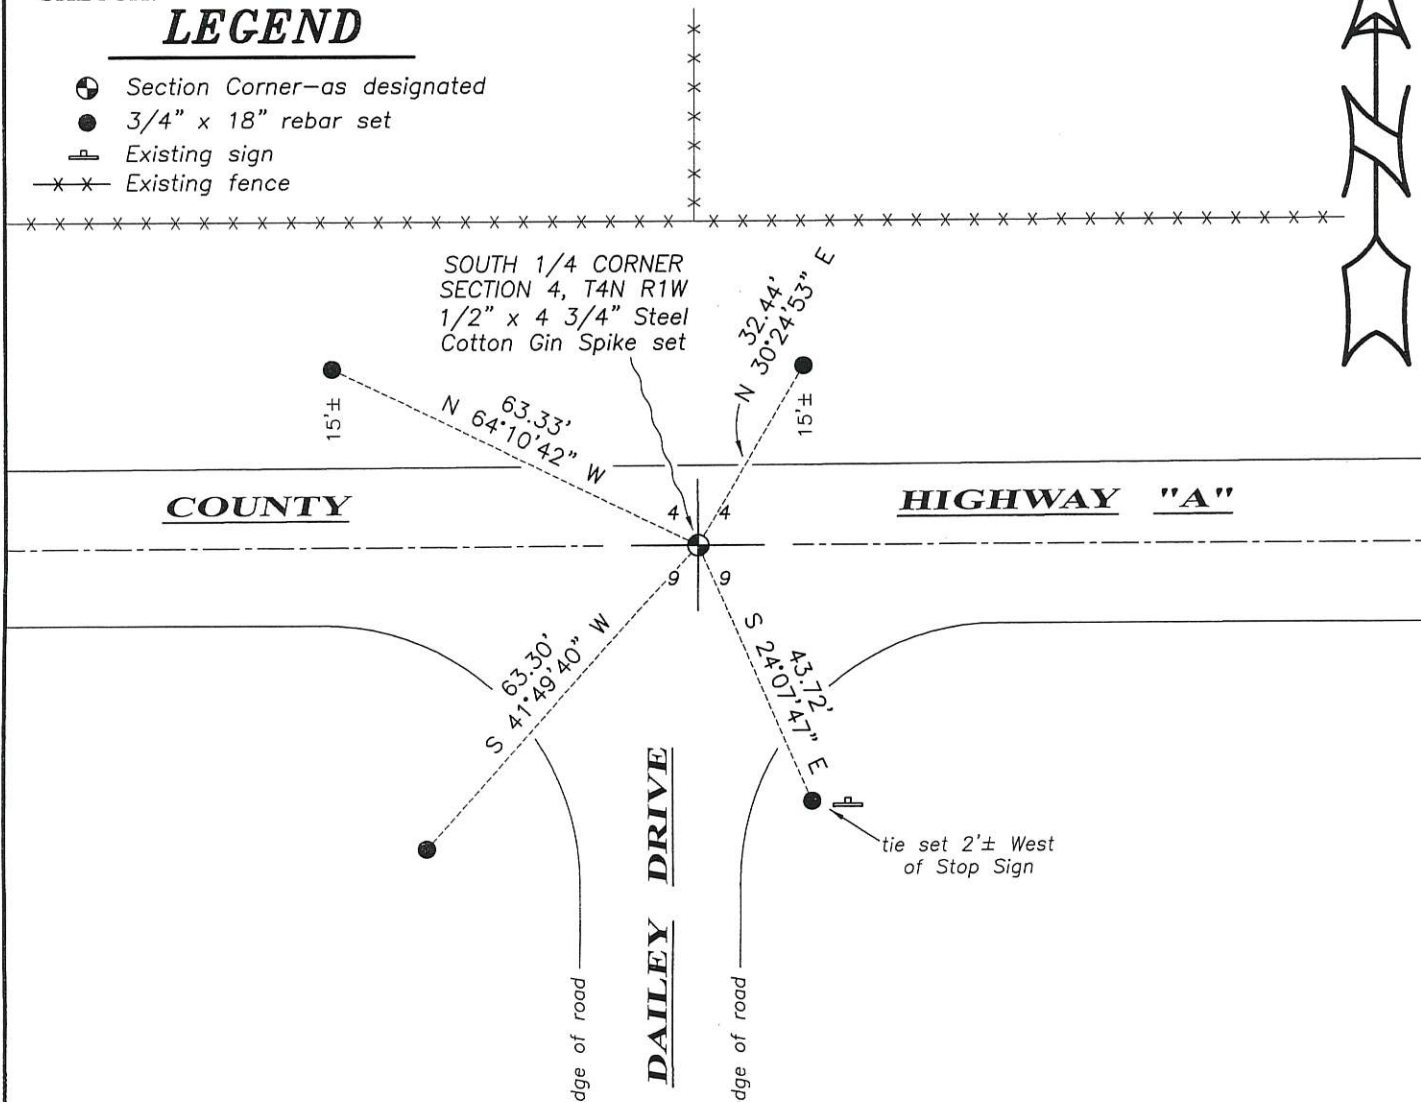 LEGEND
Section Corner-as designated
3/4" x 18" rebar set
Existing sign
Existing fence
SOUTH 1/4 CORNER
SECTION 4, T4N R1W
1/2" x 4 3/4" Steel
Cotton Gin Spike set
32.44'
N 30°24'53" E
15'±
63.33'
N 64°10'42" W
15'±
COUNTY HIGHWAY "A"
4 4
9 9
63.30'
S 41°49'40" W
43.72'
S 24°07'47" E
tie set 2'± West
of Stop Sign
DAILEY DRIVE
dge of road
dge of road